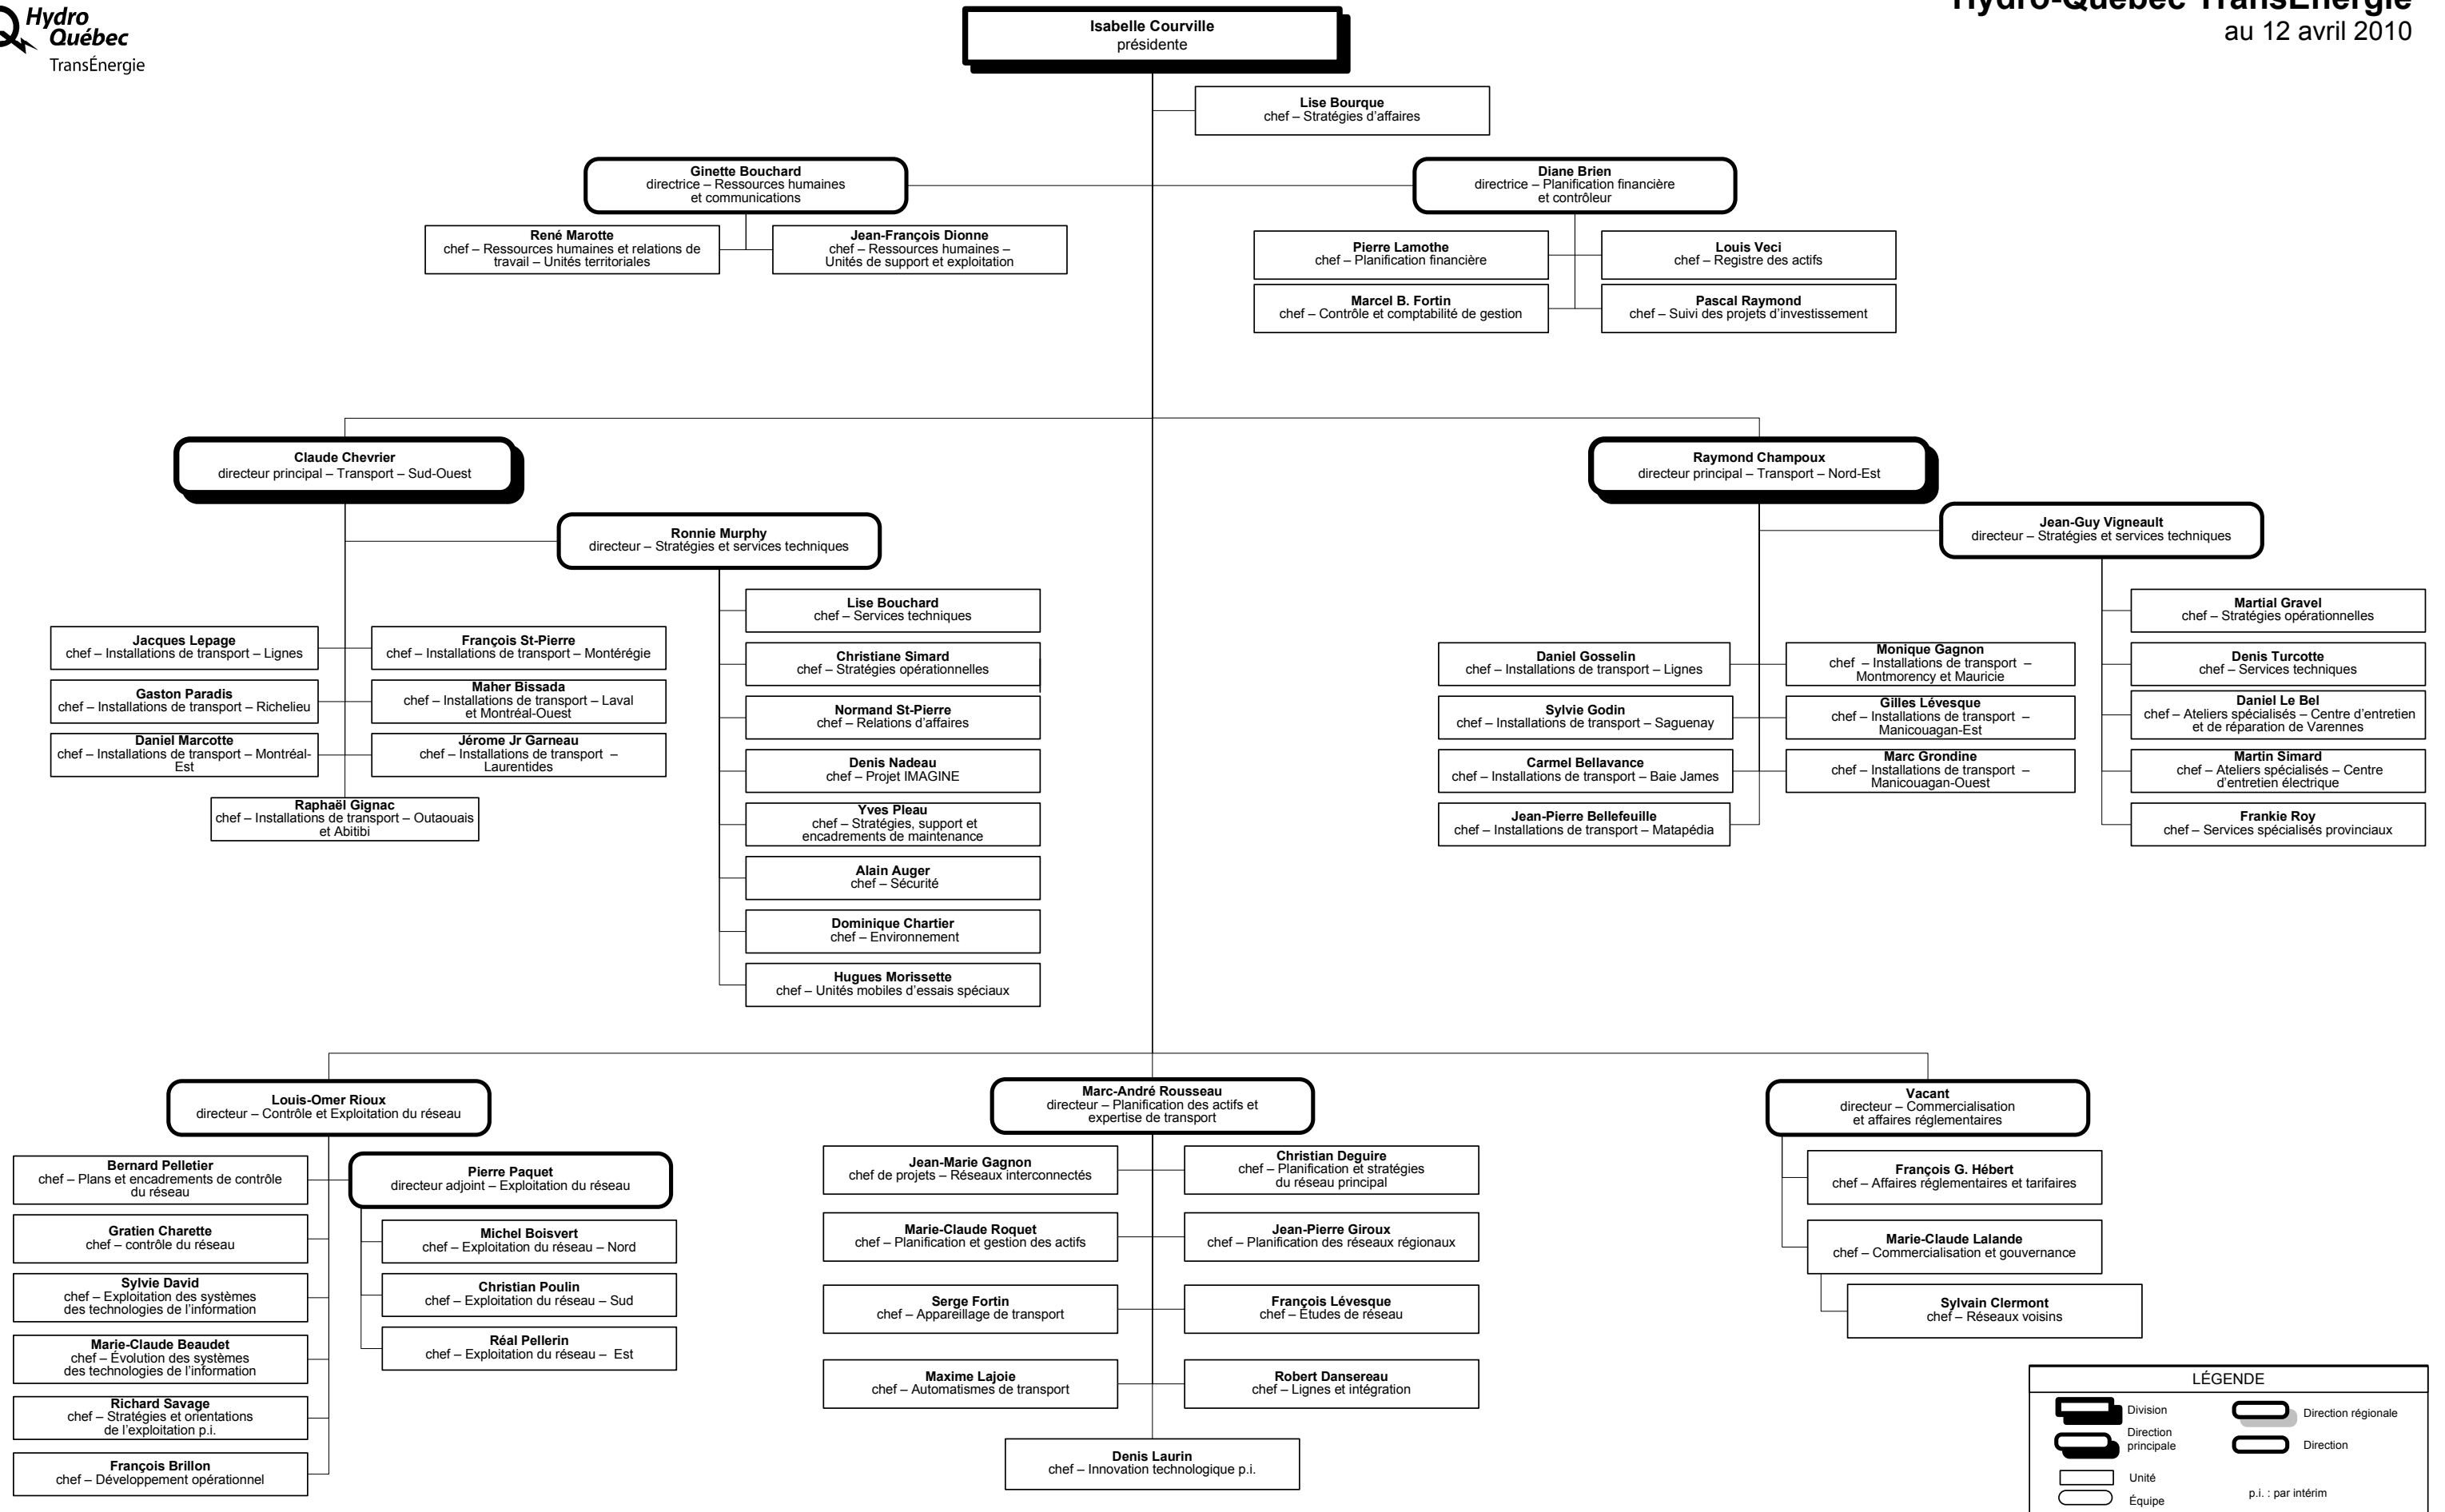 Hydro
Québec
TransÉnergie
Hydro-Québec TransÉnergie
au 12 avril 2010
Isabelle Courville
présidente
Lise Bourque
chef – Stratégies d’affaires
Ginette Bouchard
directrice – Ressources humaines
et communications
Diane Brien
directrice – Planification financière
et contrôleur
René Marotte
chef – Ressources humaines et relations de
travail – Unités territoriales
Jean-François Dionne
chef – Ressources humaines –
Unités de support et exploitation
Pierre Lamothe
chef – Planification financière
Louis Veci
chef – Registre des actifs
Marcel B. Fortin
chef – Contrôle et comptabilité de gestion
Pascal Raymond
chef – Suivi des projets d’investissement
Claude Chevrier
directeur principal – Transport – Sud-Ouest
Ronnie Murphy
directeur – Stratégies et services techniques
Jacques Lepage
chef – Installations de transport – Lignes
François St-Pierre
chef – Installations de transport – Montérégie
Gaston Paradis
chef – Installations de transport – Richelieu
Maher Bissada
chef – Installations de transport – Laval
et Montréal-Ouest
Daniel Marcotte
chef – Installations de transport – Montréal-
Est
Jérome Jr Garneau
chef – Installations de transport –
Laurentides
Raphaël Gignac
chef – Installations de transport – Outaouais
et Abitibi
Lise Bouchard
chef – Services techniques
Christiane Simard
chef – Stratégies opérationnelles
Normand St-Pierre
chef – Relations d’affaires
Denis Nadeau
chef – Projet IMAGINE
Yves Pleau
chef – Stratégies, support et
encadrements de maintenance
Alain Auger
chef – Sécurité
Dominique Chartier
chef – Environnement
Hugues Morissette
chef – Unités mobiles d’essais spéciaux
Raymond Champoux
directeur principal – Transport – Nord-Est
Jean-Guy Vigneault
directeur – Stratégies et services techniques
Daniel Gosselin
chef – Installations de transport – Lignes
Monique Gagnon
chef – Installations de transport –
Montmorency et Mauricie
Sylvie Godin
chef – Installations de transport – Saguenay
Gilles Lévesque
chef – Installations de transport –
Manicouagan-Est
Carmel Bellavance
chef – Installations de transport – Baie James
Marc Grondine
chef – Installations de transport –
Manicouagan-Ouest
Jean-Pierre Bellefeuille
chef – Installations de transport – Matapédia
Martial Gravel
chef – Stratégies opérationnelles
Denis Turcotte
chef – Services techniques
Daniel Le Bel
chef – Ateliers spécialisés – Centre d’entretien
et de réparation de Varennes
Martin Simard
chef – Ateliers spécialisés – Centre
d’entretien électrique
Frankie Roy
chef – Services spécialisés provinciaux
Louis-Omer Rioux
directeur – Contrôle et Exploitation du réseau
Bernard Pelletier
chef – Plans et encadrements de contrôle
du réseau
Gratien Charette
chef – contrôle du réseau
Sylvie David
chef – Exploitation des systèmes
des technologies de l’information
Marie-Claude Beaudet
chef – Évolution des systèmes
des technologies de l’information
Richard Savage
chef – Stratégies et orientations
de l’exploitation p.i.
François Brillon
chef – Développement opérationnel
Pierre Paquet
directeur adjoint – Exploitation du réseau
Michel Boisvert
chef – Exploitation du réseau – Nord
Christian Poulin
chef – Exploitation du réseau – Sud
Réal Pellerin
chef – Exploitation du réseau – Est
Marc-André Rousseau
directeur – Planification des actifs et
expertise de transport
Jean-Marie Gagnon
chef de projets – Réseaux interconnectés
Christian Deguire
chef – Planification et stratégies
du réseau principal
Marie-Claude Roquet
chef – Planification et gestion des actifs
Jean-Pierre Giroux
chef – Planification des réseaux régionaux
Serge Fortin
chef – Appareillage de transport
François Lévesque
chef – Études de réseau
Maxime Lajoie
chef – Automatismes de transport
Robert Dansereau
chef – Lignes et intégration
Denis Laurin
chef – Innovation technologique p.i.
Vacant
directeur – Commercialisation
et affaires réglementaires
François G. Hébert
chef – Affaires réglementaires et tarifaires
Marie-Claude Lalande
chef – Commercialisation et gouvernance
Sylvain Clermont
chef – Réseaux voisins
LÉGENDE
Division
Direction régionale
Direction
principale
Direction
Unité
Équipe
p.i. : par intérim